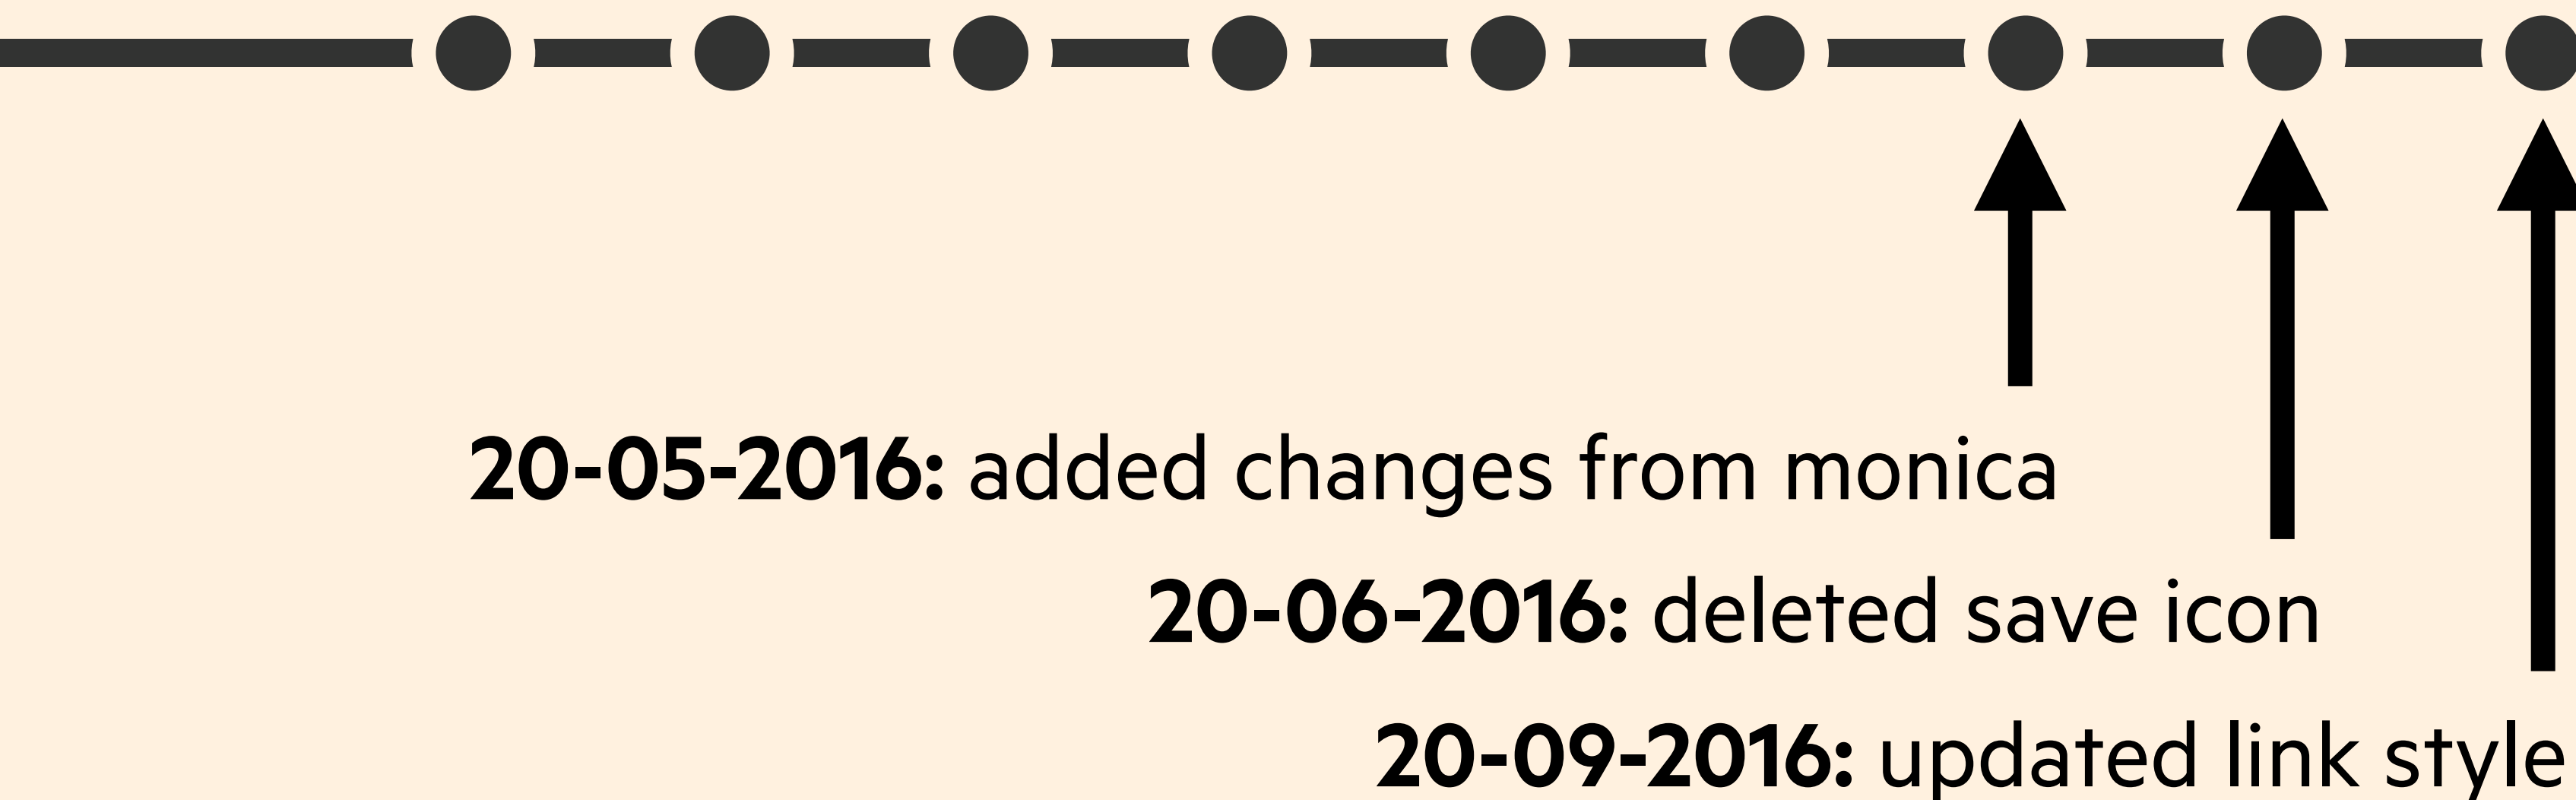 20-05-2016: added changes from monica
20-06-2016: deleted save icon
20-09-2016: updated link style